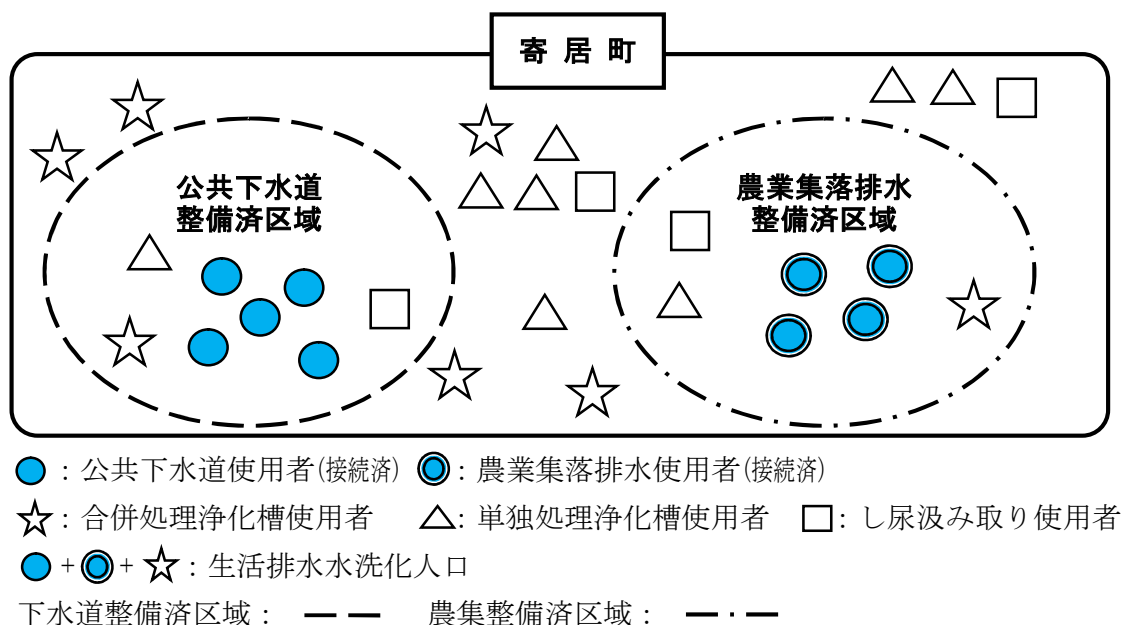 寄居町
公共下水道
整備済区域
農業集落排水
整備済区域
：公共下水道使用者(接続済) ：農業集落排水使用者(接続済)
：合併処理浄化槽使用者 ：単独処理浄化槽使用者 ：し尿汲み取り使用者
+ + ：生活排水水洗化人口
下水道整備済区域： 農集整備済区域：